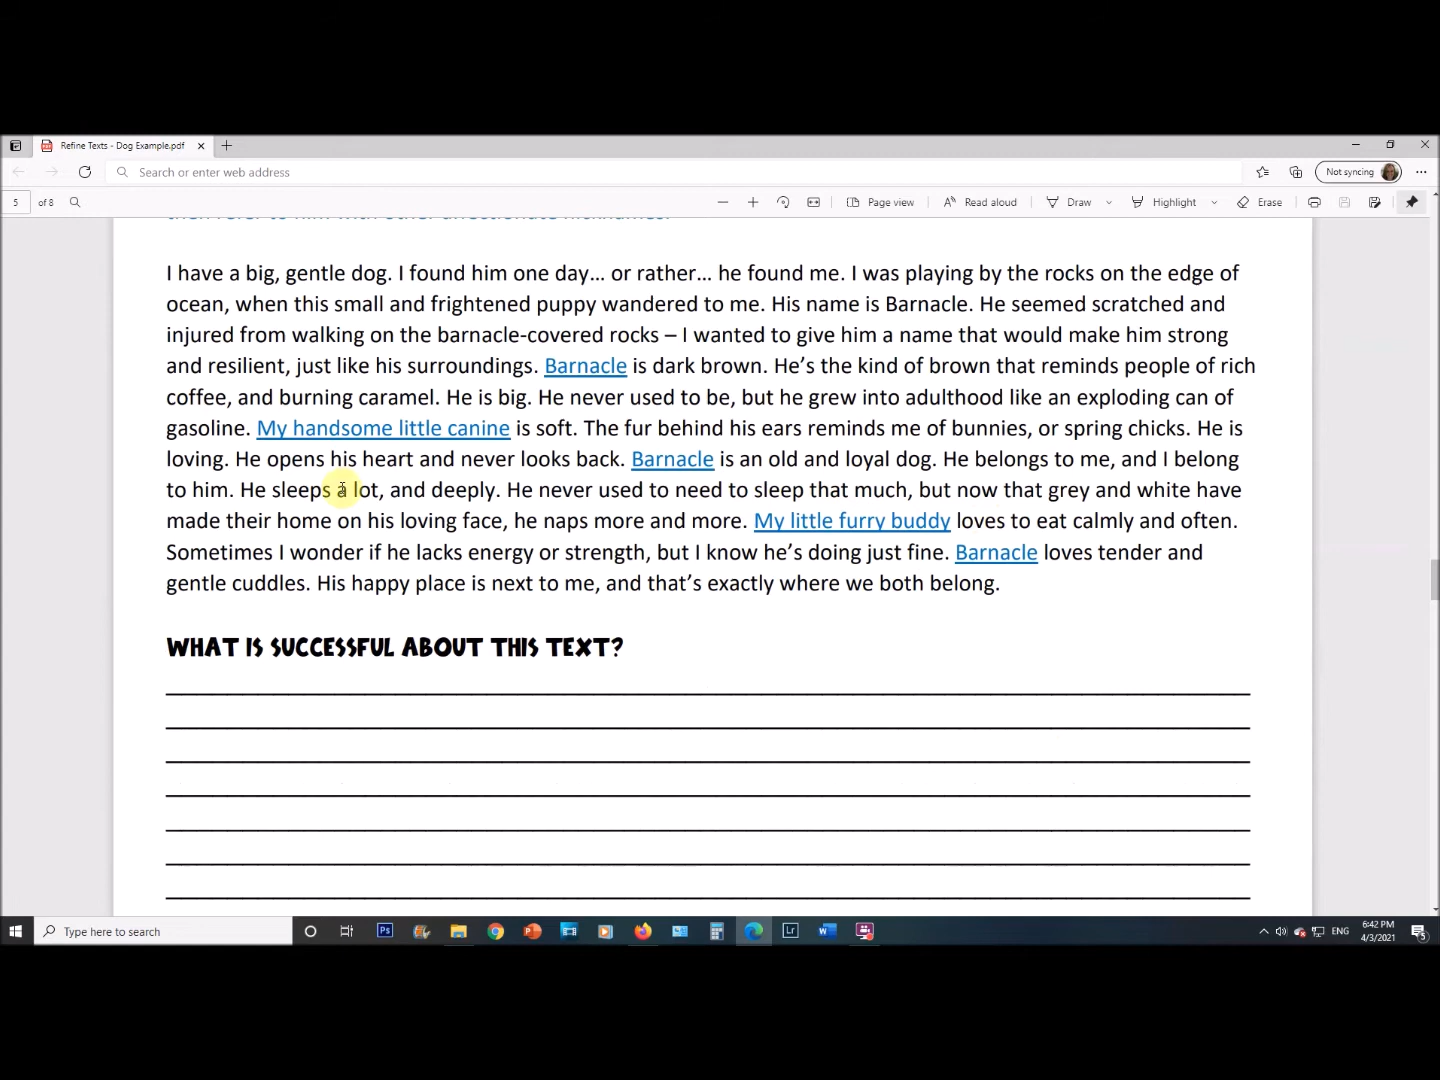 Refine Texts - Dog Example.pdf
Search or enter web address
Not syncing
5 of 8
Page view
Read aloud
Draw
Highlight
Erase
then refer to him with other affectionate nicknames.
I have a big, gentle dog. I found him one day… or rather… he found me. I was playing by the rocks on the edge of
ocean, when this small and frightened puppy wandered to me. His name is Barnacle. He seemed scratched and
injured from walking on the barnacle-covered rocks – I wanted to give him a name that would make him strong
and resilient, just like his surroundings. Barnacle is dark brown. He’s the kind of brown that reminds people of rich
coffee, and burning caramel. He is big. He never used to be, but he grew into adulthood like an exploding can of
gasoline. My handsome little canine is soft. The fur behind his ears reminds me of bunnies, or spring chicks. He is
loving. He opens his heart and never looks back. Barnacle is an old and loyal dog. He belongs to me, and I belong
to him. He sleeps a lot, and deeply. He never used to need to sleep that much, but now that grey and white have
made their home on his loving face, he naps more and more. My little furry buddy loves to eat calmly and often.
Sometimes I wonder if he lacks energy or strength, but I know he’s doing just fine. Barnacle loves tender and
gentle cuddles. His happy place is next to me, and that’s exactly where we both belong.
WHAT IS SUCCESSFUL ABOUT THIS TEXT?
Type here to search
Ps
Lr
ENG
6:42 PM
4/3/2021
5